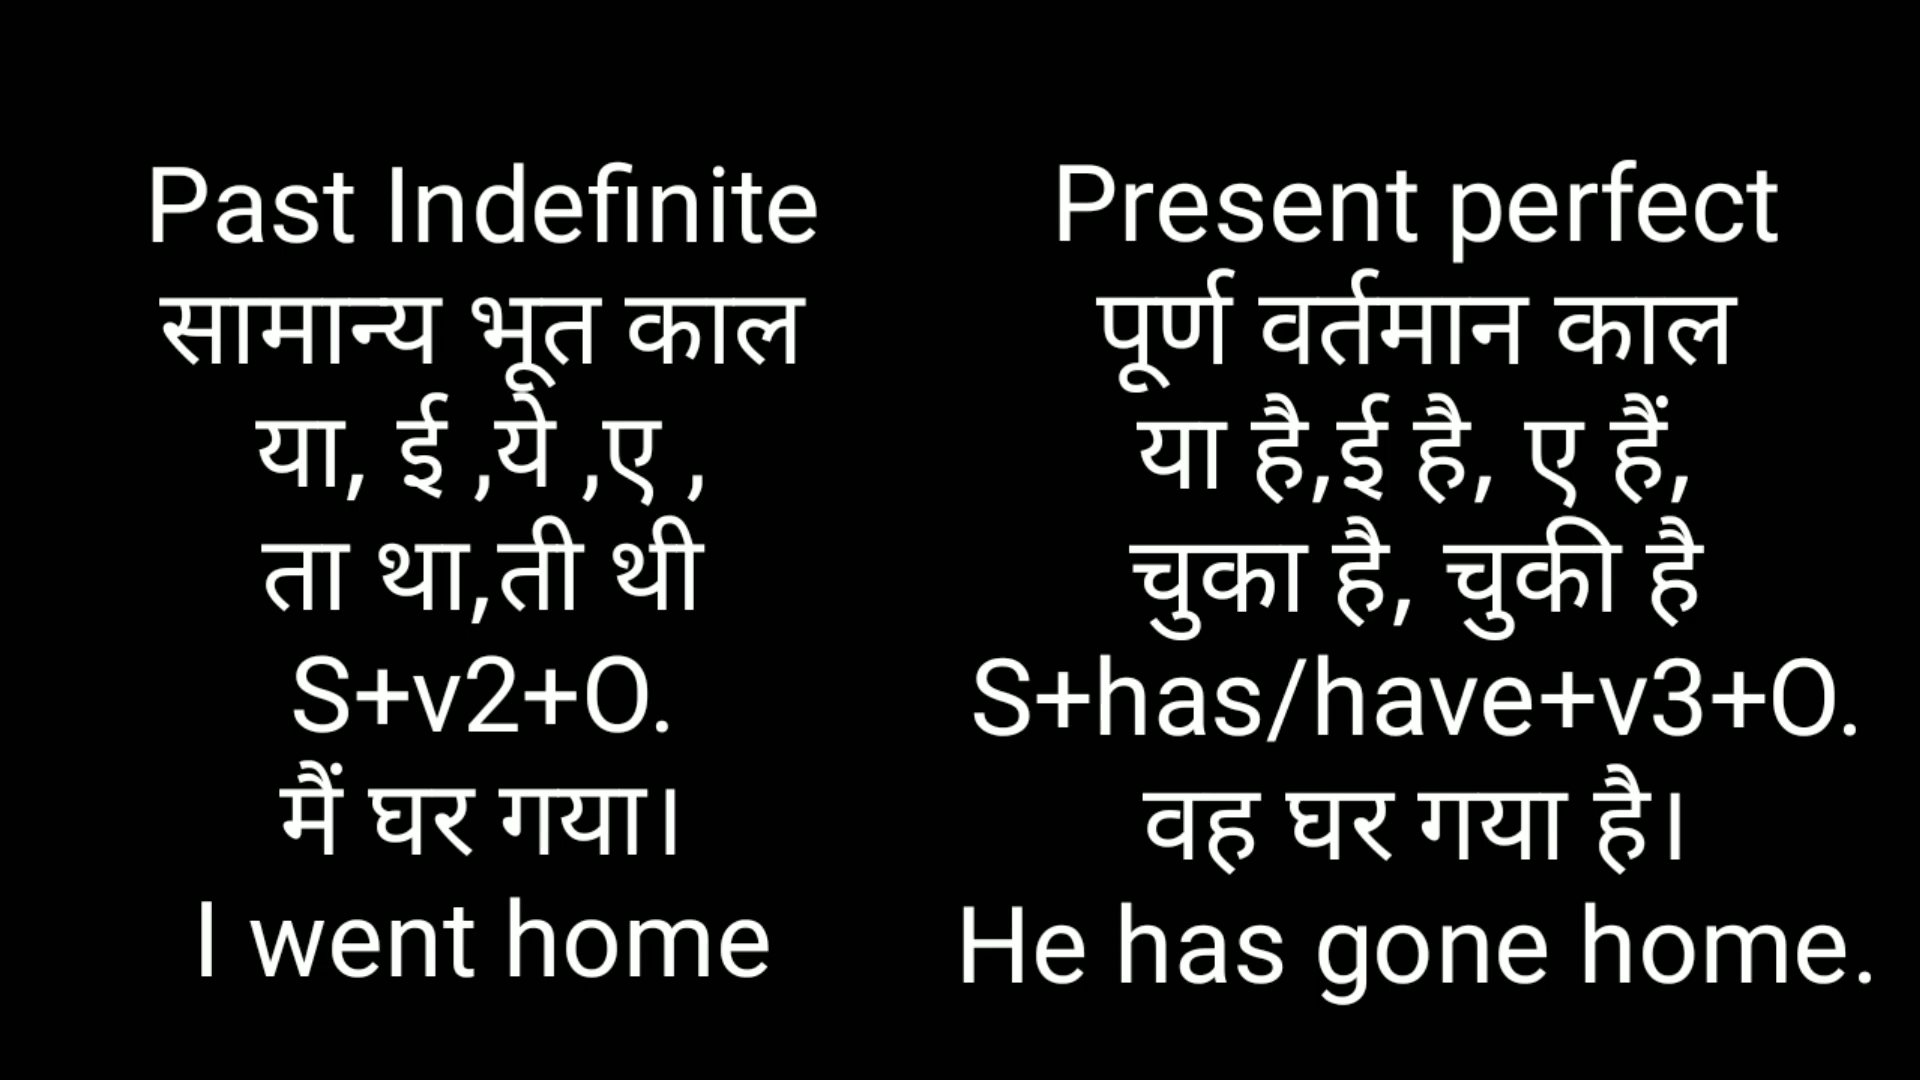 Past Indefinite
सामान्य भूत काल
या, ई ,ये ,ए ,
ता था,ती थी
S+v2+O.
मैं घर गया।
I went home
Present perfect
पूर्ण वर्तमान काल
या है,ई है, ए हैं,
चुका है, चुकी है
S+has/have+v3+O.
वह घर गया है।
He has gone home.